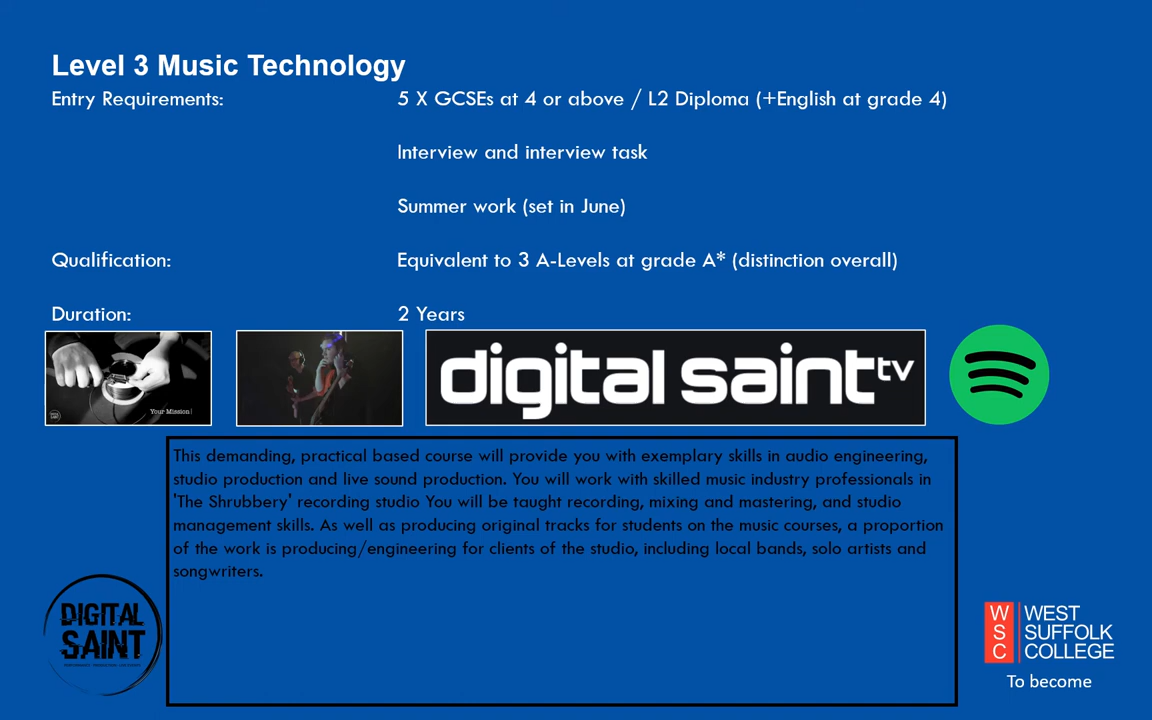 Level 3 Music Technology
Entry Requirements: 5 X GCSEs at 4 or above / L2 Diploma (+English at grade 4)
Interview and interview task
Summer work (set in June)
Qualification: Equivalent to 3 A-Levels at grade A* (distinction overall)
Duration: 2 Years
Your Mission
digital saint tv
This demanding, practical based course will provide you with exemplary skills in audio engineering,
studio production and live sound production. You will work with skilled music industry professionals in
'The Shrubbery' recording studio You will be taught recording, mixing and mastering, and studio
management skills. As well as producing original tracks for students on the music courses, a proportion
of the work is producing/engineering for clients of the studio, including local bands, solo artists and
songwriters.
DIGITAL
SAINT
WSC
WEST
SUFFOLK
COLLEGE
To become